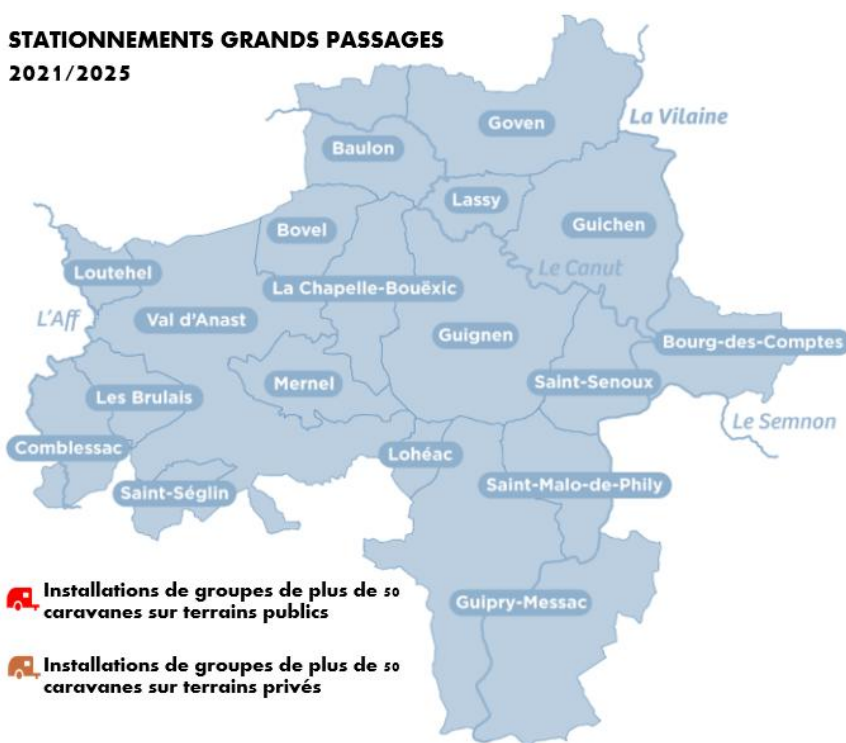 STATIONNEMENTS GRANDS PASSAGES
2021/2025
La Vilaine
Goven
Baulon
Lassy
Guichen
Bovel
Le Canut
Loutehel
La Chapelle-Bouëxic
L'Aff
Val d'Anast
Guignen
Bourg-des-Comptes
Mernel
Saint-Senoux
Les Brulais
Le Semnon
Comblessac
Lohéac
Saint-Séglin
Saint-Malo-de-Phily
Installations de groupes de plus de 50
caravanes sur terrains publics
Guipry-Messac
Installations de groupes de plus de 50
caravanes sur terrains privés